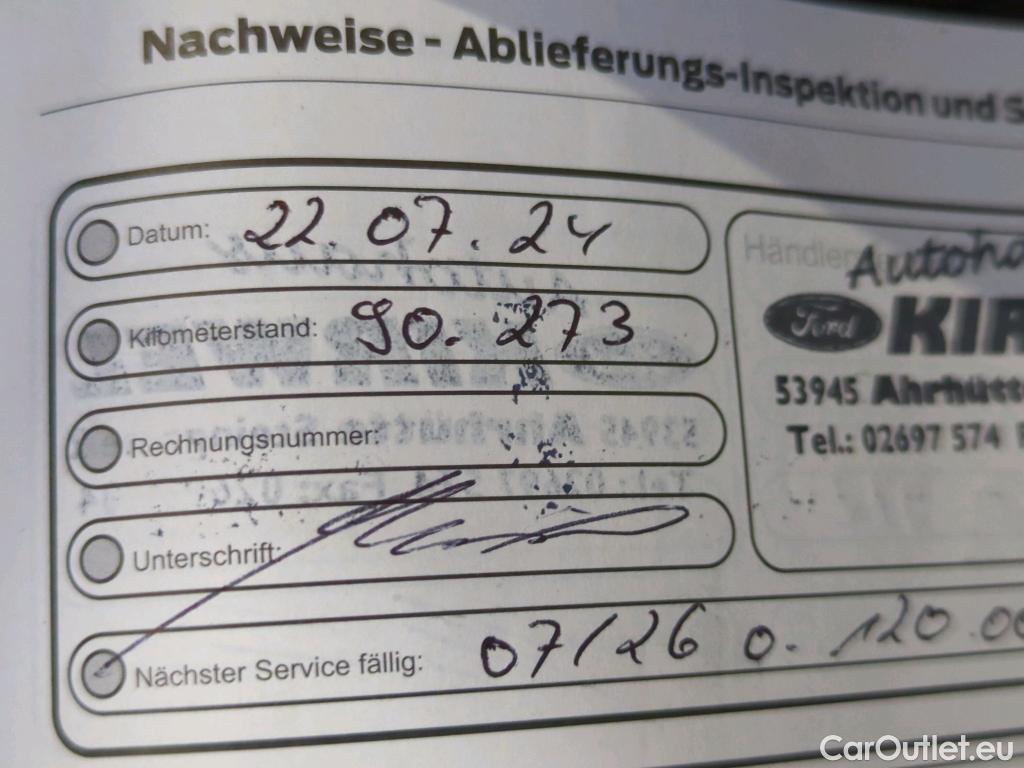 Nachweise - Ablieferungs-Inspektion und S
Datum: 22.07.24
Kilometerstand: 90.273
Rechnungsnummer:
Unterschrift:
Nächster Service fällig: 07/26 o. 120.00
Händler
Autoha
Ford KIR
53945 Ahrhütt
Tel.: 02697 574
CarOutlet.eu